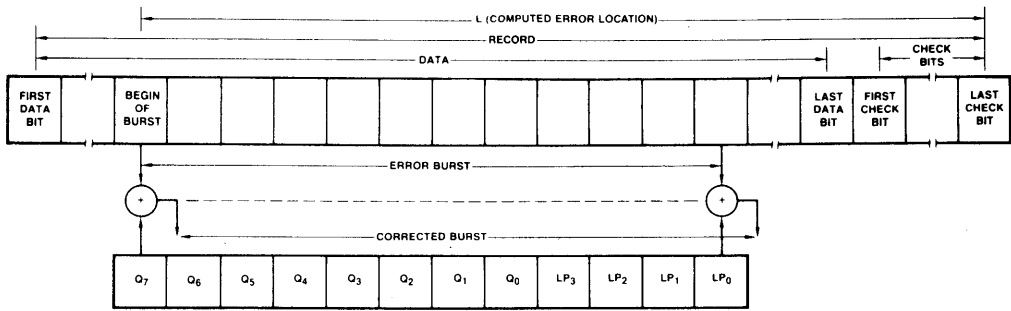 L (COMPUTED ERROR LOCATION)
RECORD
DATA
CHECK
BITS
FIRST
DATA
BIT
BEGIN
OF
BURST
LAST
DATA
BIT
FIRST
CHECK
BIT
LAST
CHECK
BIT
ERROR BURST
+ +
CORRECTED BURST
Q7 Q6 Q5 Q4 Q3 Q2 Q1 Q0 LP3 LP2 LP1 LP0